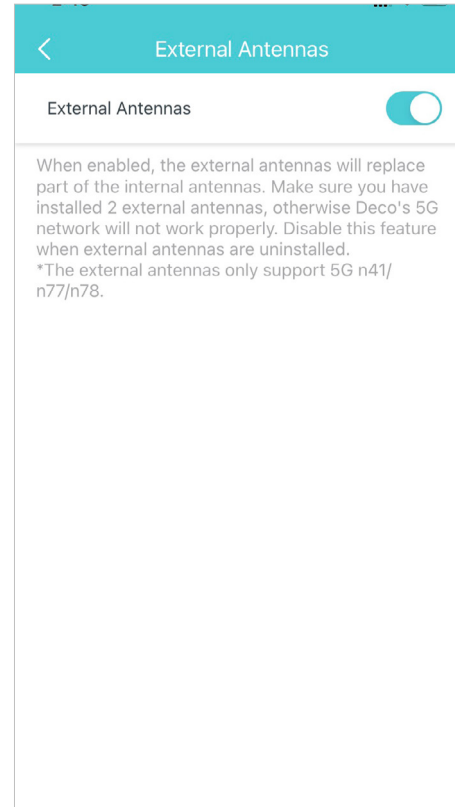 External Antennas
External Antennas
When enabled, the external antennas will replace
part of the internal antennas. Make sure you have
installed 2 external antennas, otherwise Deco's 5G
network will not work properly. Disable this feature
when external antennas are uninstalled.
*The external antennas only support 5G n41/
n77/n78.